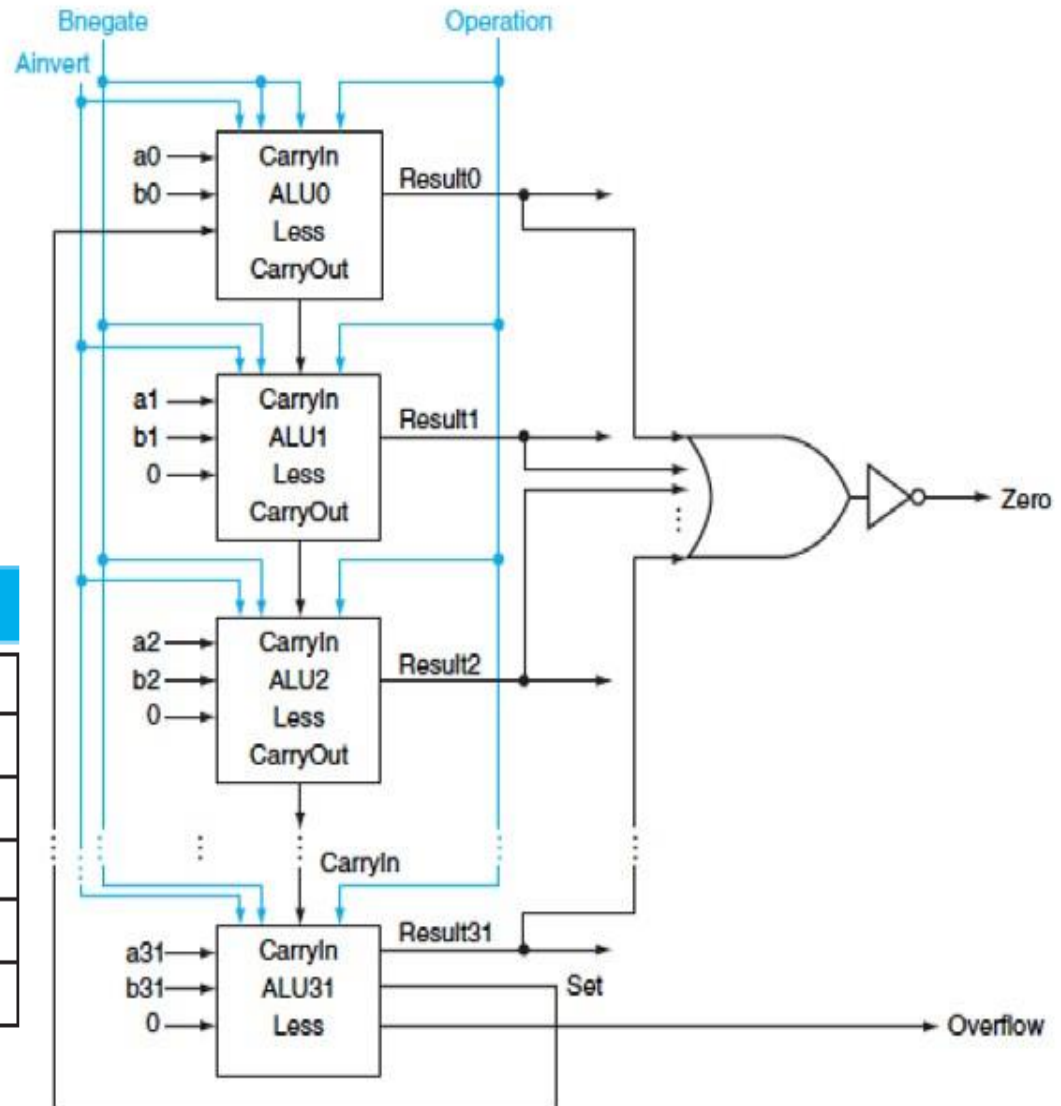 Bnegate
Operation
Ainvert
a0
CarryIn
b0
ALU0
Less
CarryOut
Result0
a1
CarryIn
b1
ALU1
0
Less
CarryOut
Result1
Zero
a2
CarryIn
b2
ALU2
0
Less
CarryOut
Result2
CarryIn
a31
CarryIn
b31
ALU31
0
Less
Result31
Set
Overflow